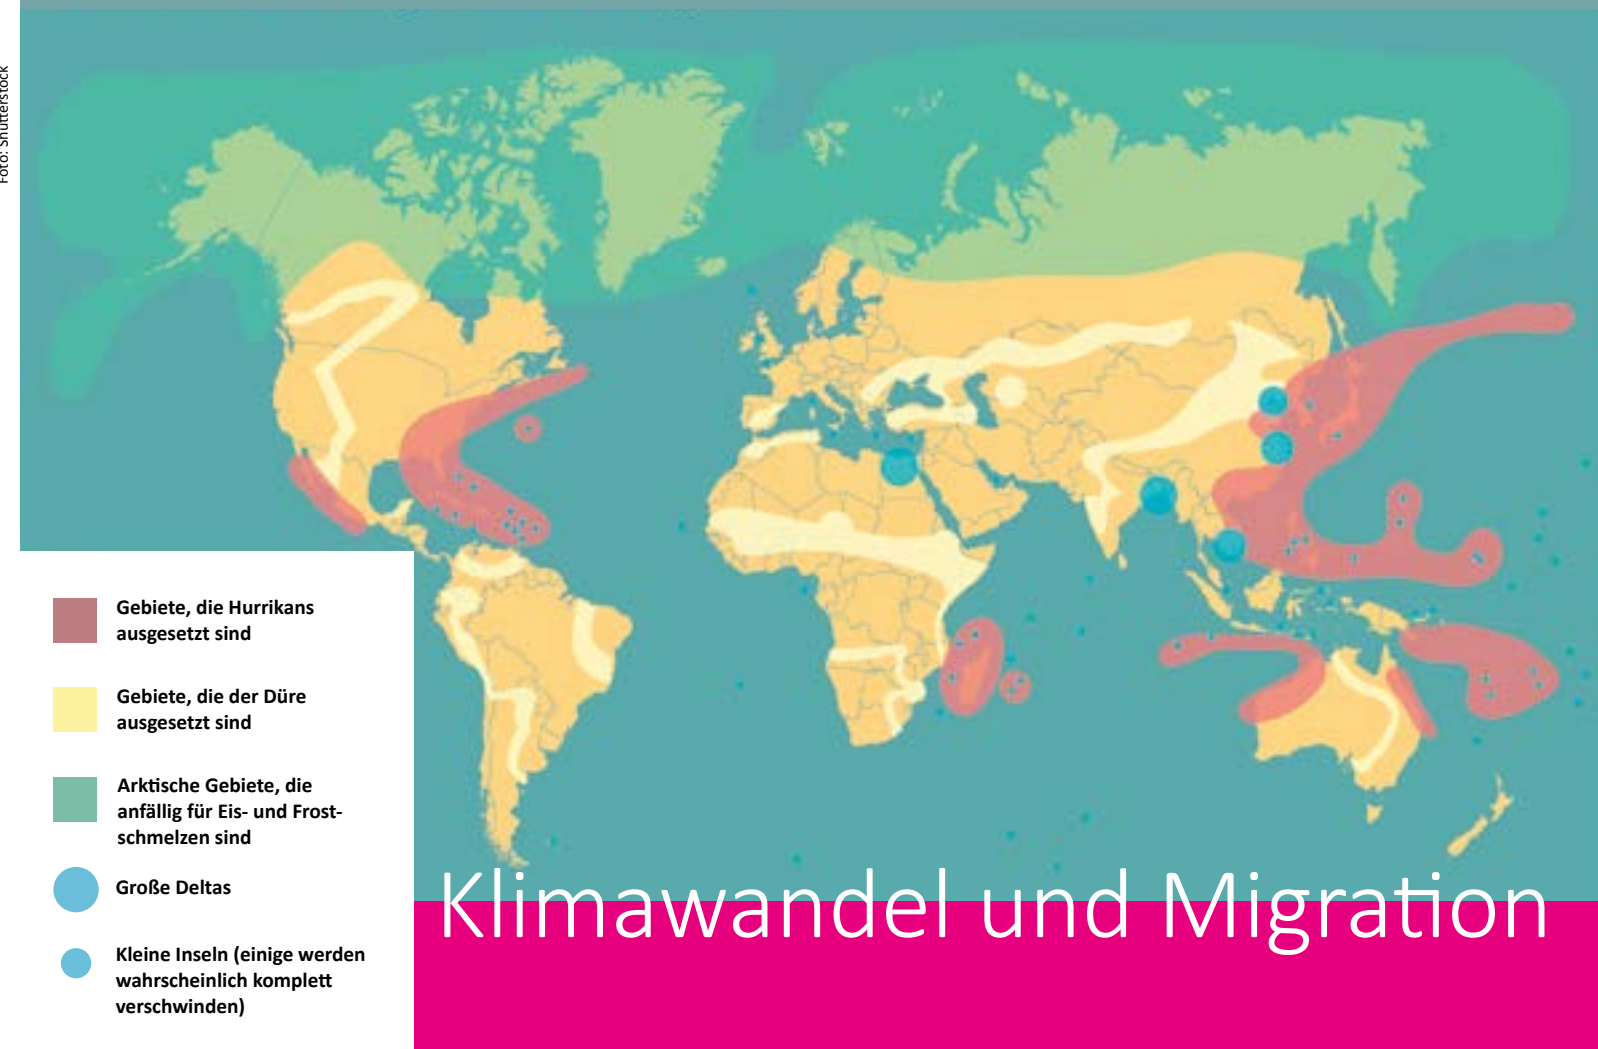 Foto: Shutterstock
Gebiete, die Hurrikans
ausgesetzt sind
Gebiete, die der Düre
ausgesetzt sind
Arktische Gebiete, die
anfällig für Eis- und Frost-
schmelzen sind
Große Deltas
Kleine Inseln (einige werden
wahrscheinlich komplett
verschwinden)
Klimawandel und Migration